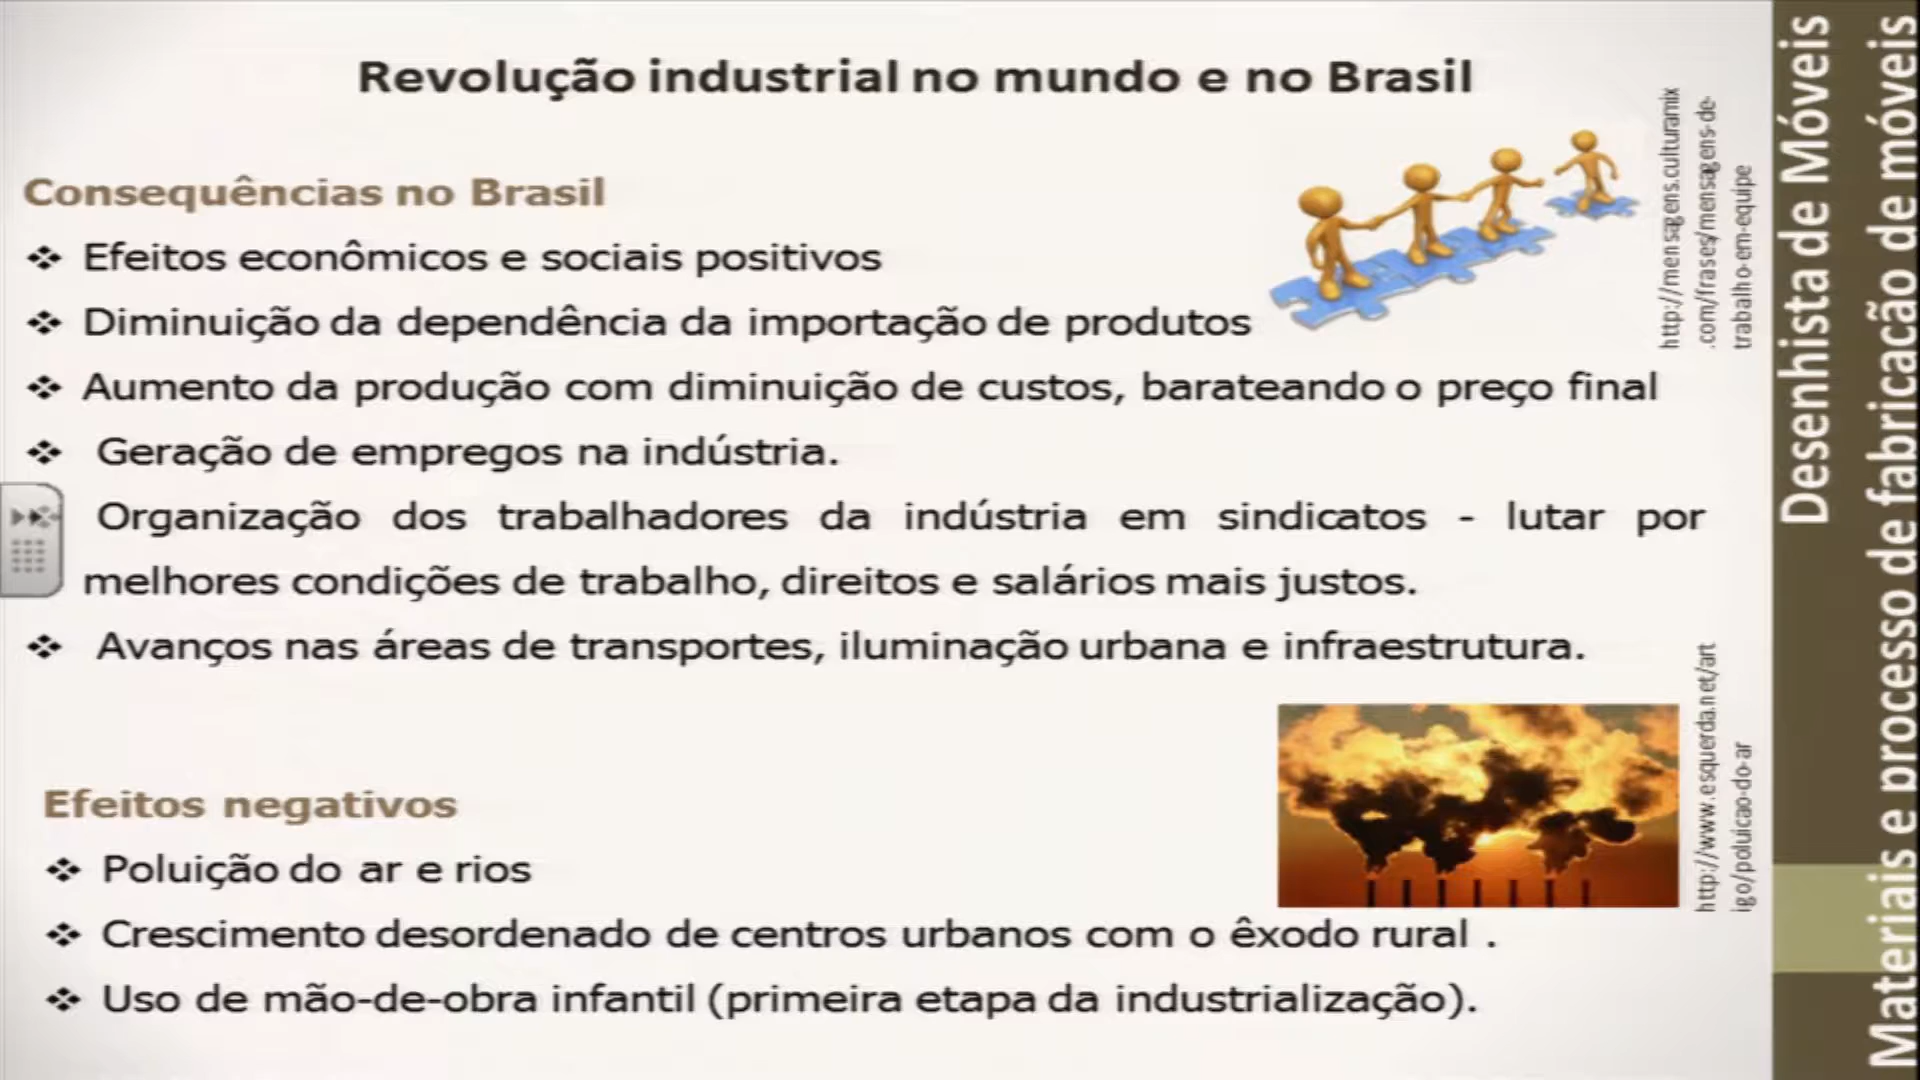 Revolução industrial no mundo e no Brasil
Consequências no Brasil
Efeitos econômicos e sociais positivos
Diminuição da dependência da importação de produtos
Aumento da produção com diminuição de custos, barateando o preço final
Geração de empregos na indústria.
Organização dos trabalhadores da indústria em sindicatos - lutar por
melhores condições de trabalho, direitos e salários mais justos.
Avanços nas áreas de transportes, iluminação urbana e infraestrutura.
Efeitos negativos
Poluição do ar e rios
Crescimento desordenado de centros urbanos com o êxodo rural .
Uso de mão-de-obra infantil (primeira etapa da industrialização).
http://mensagens.culturamix
.com/frases/mensagens-de-
trabalho-em-equipe
http://www.esquerda.net/art
igo/poluicao-do-ar
Desenhista de Móveis
Materiais e processo de fabricação de móveis